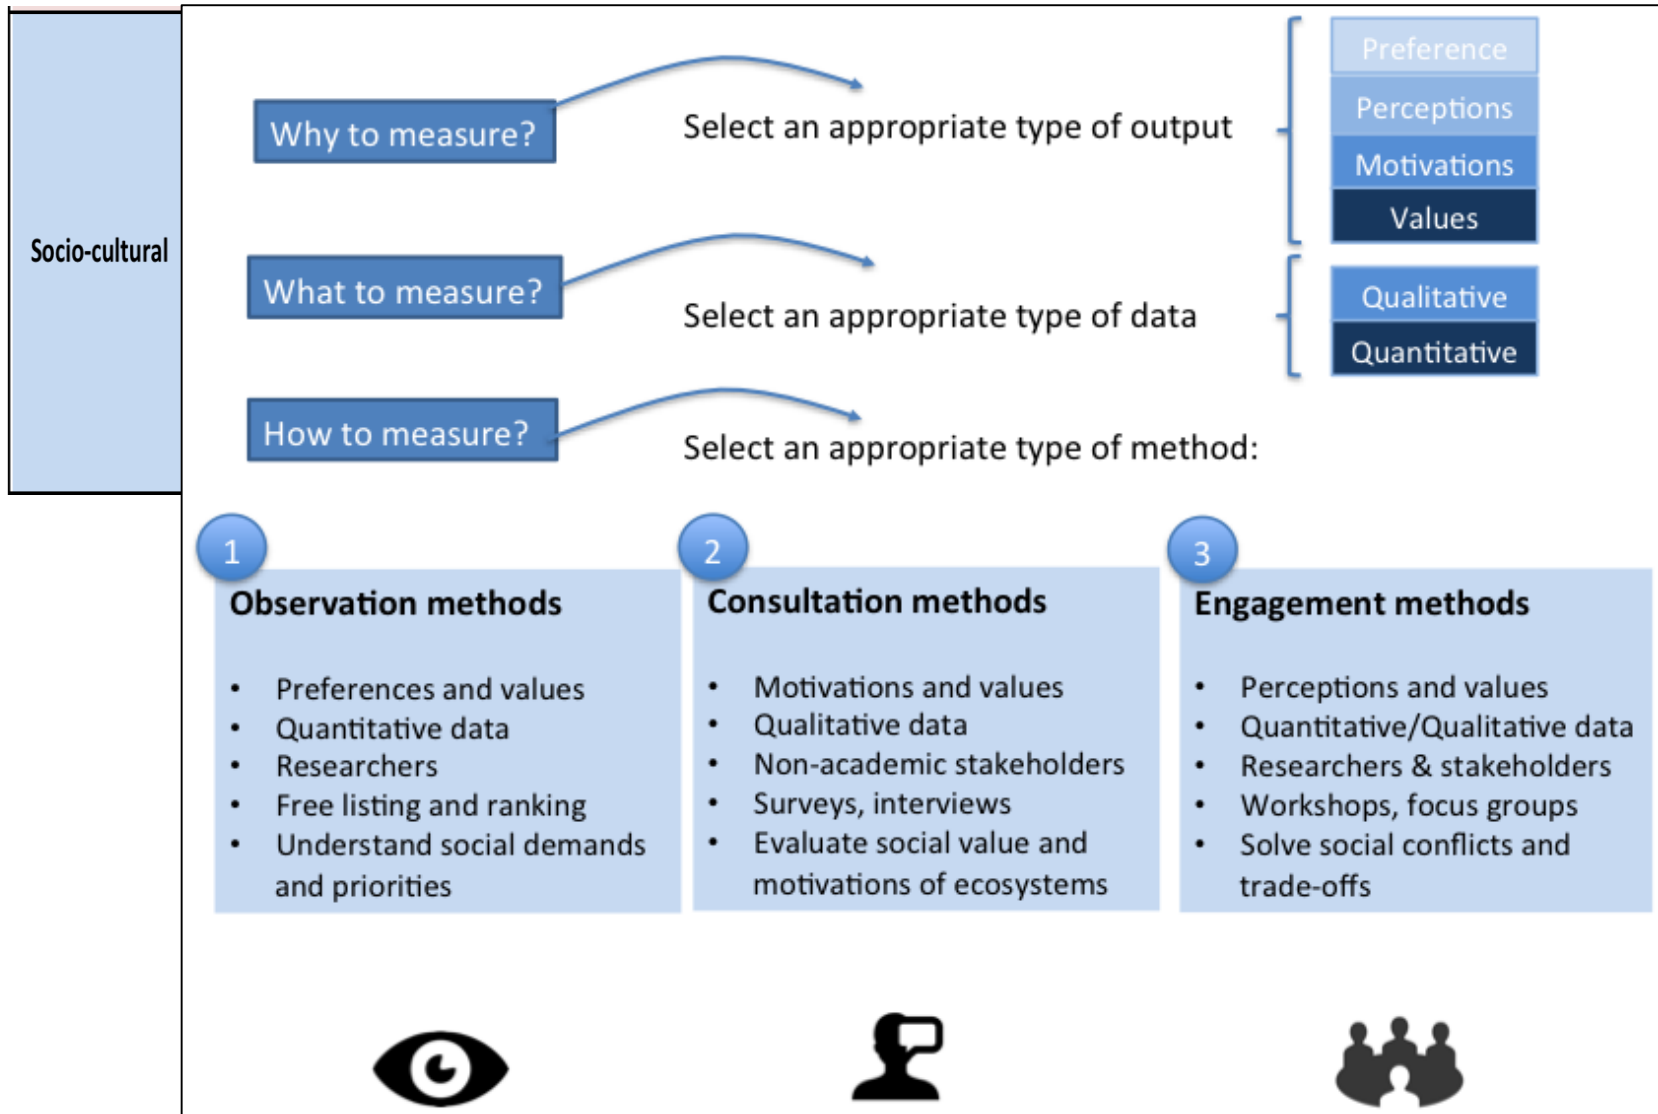 Socio-cultural
Why to measure?
Select an appropriate type of output
Preference
Perceptions
Motivations
Values
What to measure?
Select an appropriate type of data
Qualitative
Quantitative
How to measure?
Select an appropriate type of method:
1
Observation methods
• Preferences and values
• Quantitative data
• Researchers
• Free listing and ranking
• Understand social demands
and priorities
2
Consultation methods
• Motivations and values
• Qualitative data
• Non-academic stakeholders
• Surveys, interviews
• Evaluate social value and
motivations of ecosystems
3
Engagement methods
• Perceptions and values
• Quantitative/Qualitative data
• Researchers & stakeholders
• Workshops, focus groups
• Solve social conflicts and
trade-offs